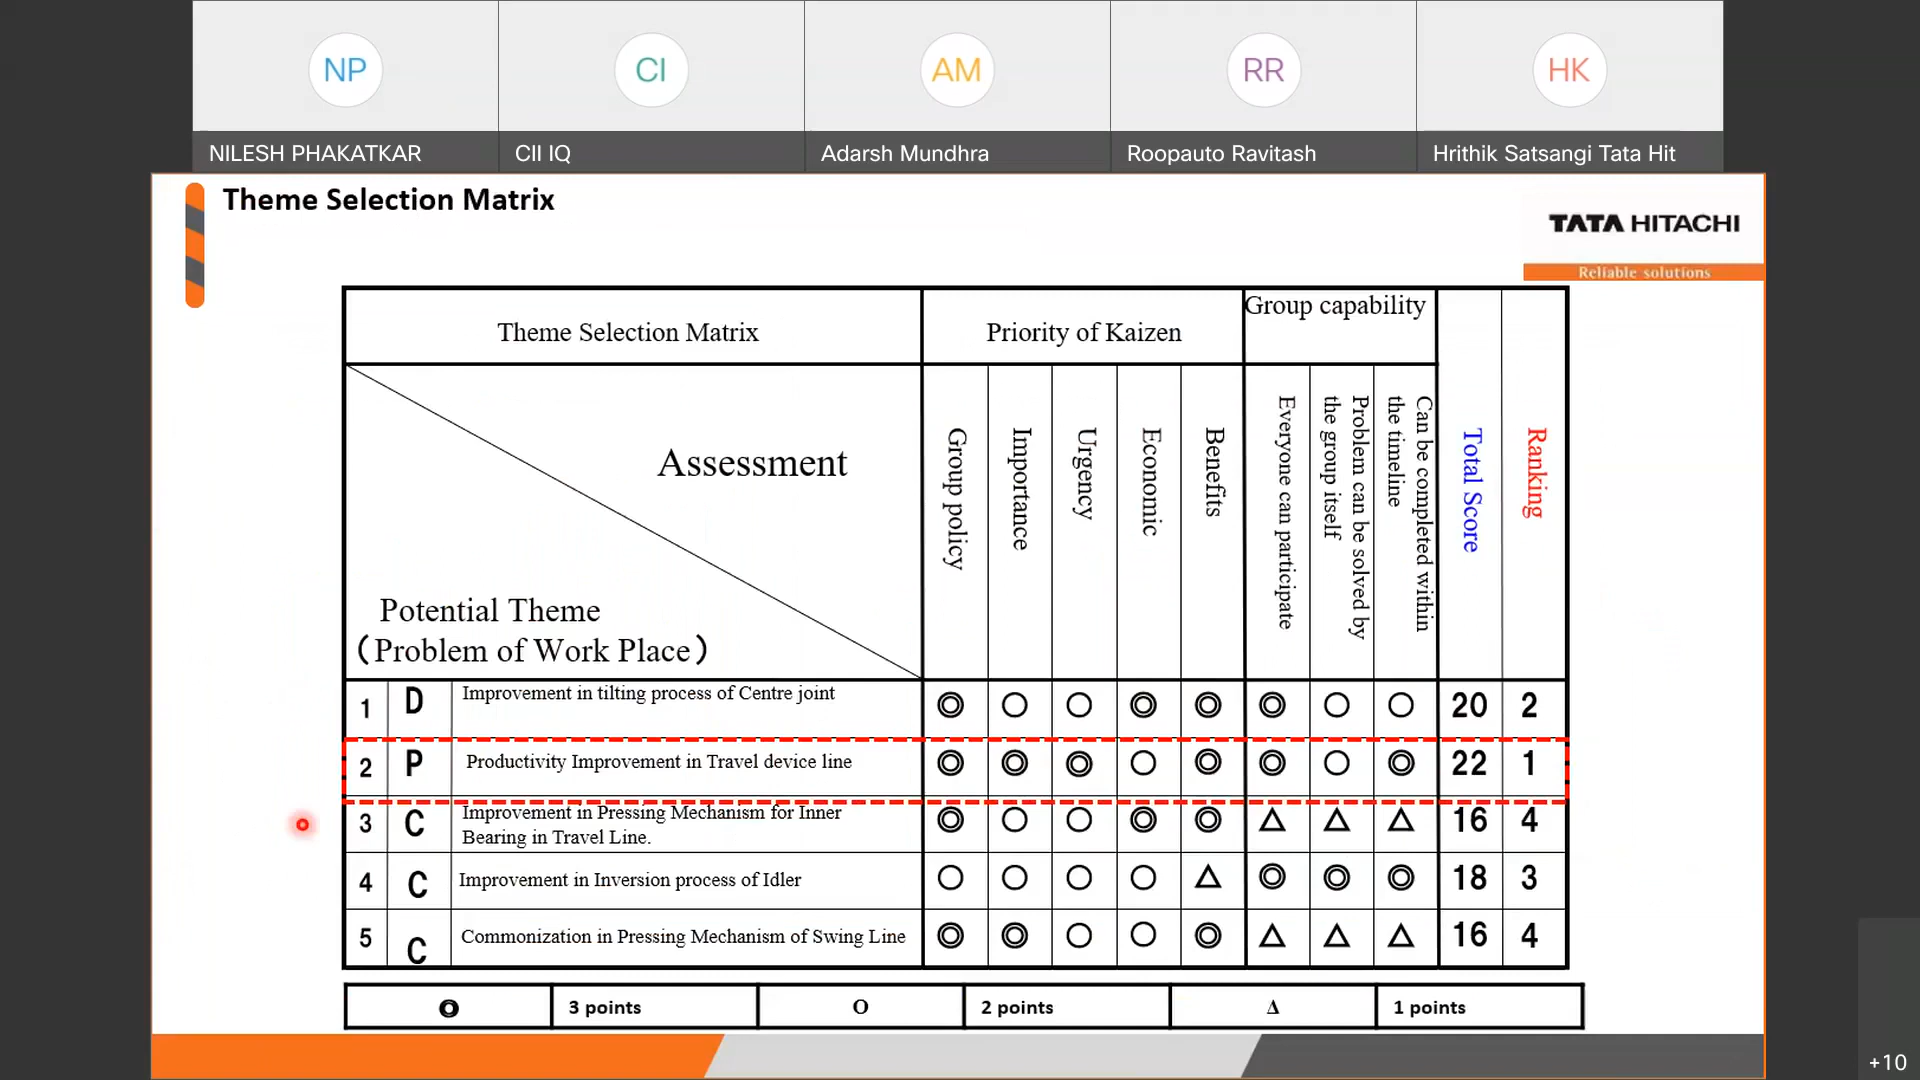 NP
CI
AM
RR
HK
NILESH PHAKATKAR
CII IQ
Adarsh Mundhra
Roopauto Ravitash
Hrithik Satsangi Tata Hit
Theme Selection Matrix
TATA HITACHI
Reliable solutions
Theme Selection Matrix
Priority of Kaizen
Group capability
Assessment
Potential Theme
(Problem of Work Place)
Group policy
Importance
Urgency
Economic
Benefits
Everyone can participate
Problem can be solved by
the group itself
Can be completed within
the timeline
Total Score
Ranking
1 D Improvement in tilting process of Centre joint ◎ ○ ○ ◎ ◎ ◎ ○ ○ 20 2
2 P Productivity Improvement in Travel device line ◎ ◎ ◎ ○ ◎ ◎ ○ ◎ 22 1
3 C Improvement in Pressing Mechanism for Inner
Bearing in Travel Line. ◎ ○ ○ ◎ ◎ △ △ △ 16 4
4 C Improvement in Inversion process of Idler ○ ○ ○ ○ △ ◎ ◎ ◎ 18 3
5 C Commonization in Pressing Mechanism of Swing Line ◎ ◎ ○ ○ ◎ △ △ △ 16 4
◎ 3 points O 2 points Δ 1 points
+10